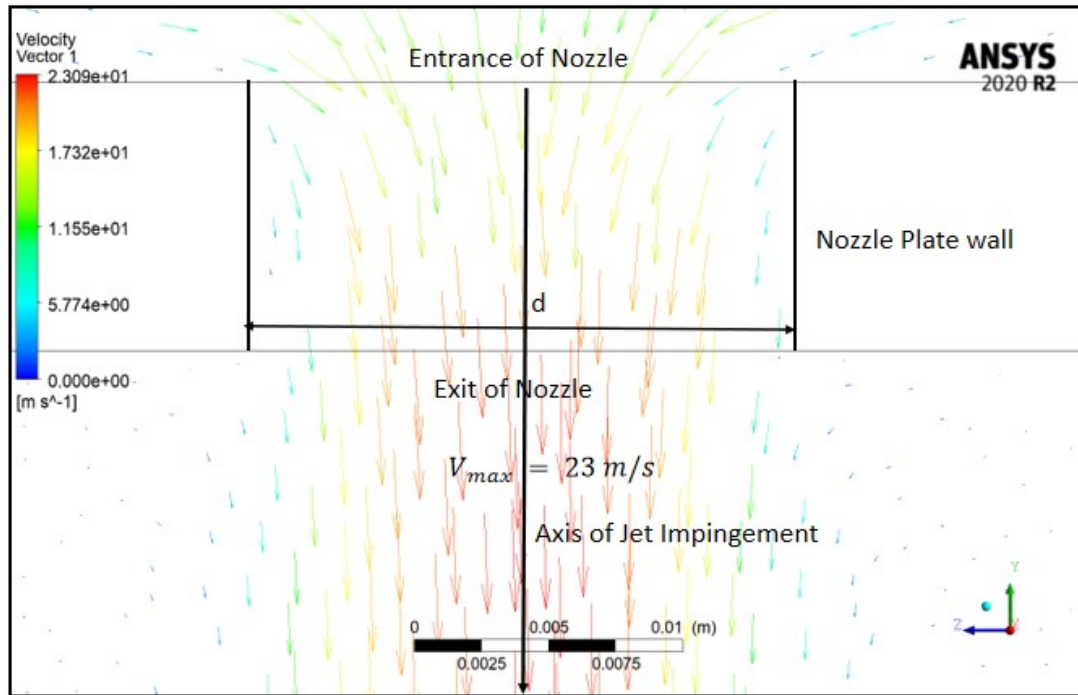 Velocity
Vector 1
2.309e+01
1.732e+01
1.155e+01
5.774e+00
0.000e+00
[m s^-1]
Entrance of Nozzle
ANSYS
2020 R2
Nozzle Plate wall
d
Exit of Nozzle
V_max = 23 m/s
Axis of Jet Impingement
0 0.005 0.01 (m)
0.0025 0.0075
Y
Z X